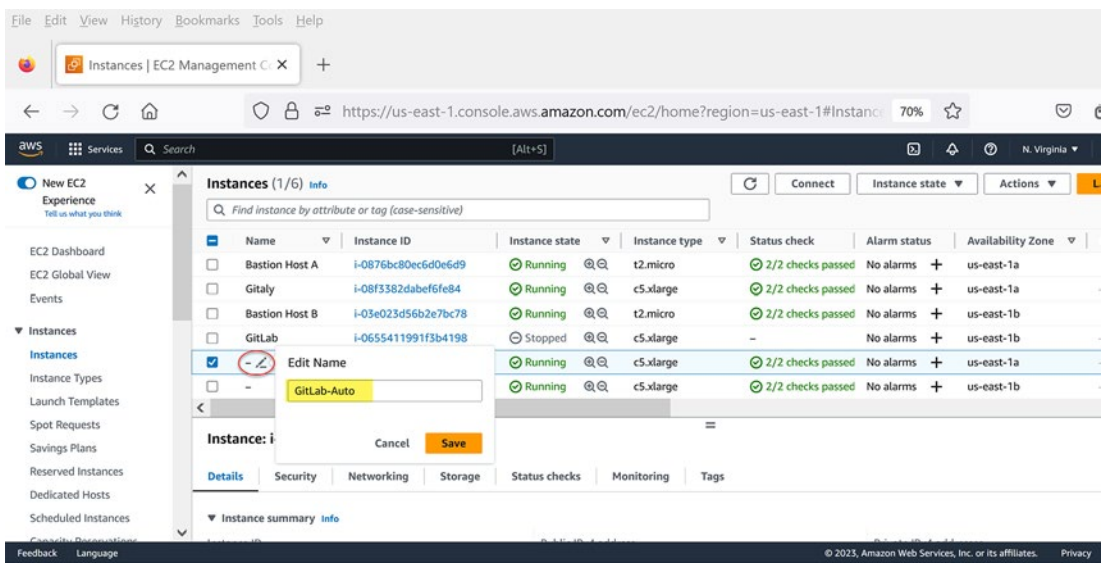 File Edit View History Bookmarks Tools Help
Instances | EC2 Management C
https://us-east-1.console.aws.amazon.com/ec2/home?region=us-east-1#Instance 70%
aws Services Search [Alt+S] N. Virginia
New EC2
Experience
Tell us what you think
EC2 Dashboard
EC2 Global View
Events
Instances
Instances
Instance Types
Launch Templates
Spot Requests
Savings Plans
Reserved Instances
Dedicated Hosts
Scheduled Instances
Capacity Reservations
Instances (1/6) Info
Connect Instance state Actions
Find instance by attribute or tag (case-sensitive)
Name Instance ID Instance state Instance type Status check Alarm status Availability Zone
Bastion Host A i-0876bc80ec6d0e6d9 Running t2.micro 2/2 checks passed No alarms + us-east-1a
Gitaly i-08f3382dabef6fe84 Running c5.xlarge 2/2 checks passed No alarms + us-east-1a
Bastion Host B i-03e023d56b2e7bc78 Running t2.micro 2/2 checks passed No alarms + us-east-1b
GitLab i-0655411991f3b4198 Stopped c5.xlarge – No alarms + us-east-1b
– Running c5.xlarge 2/2 checks passed No alarms + us-east-1a
– Running c5.xlarge 2/2 checks passed No alarms + us-east-1b
Edit Name
GitLab-Auto
Cancel Save
Instance: i-
Details Security Networking Storage Status checks Monitoring Tags
Instance summary Info
Feedback Language © 2023, Amazon Web Services, Inc. or its affiliates. Privacy